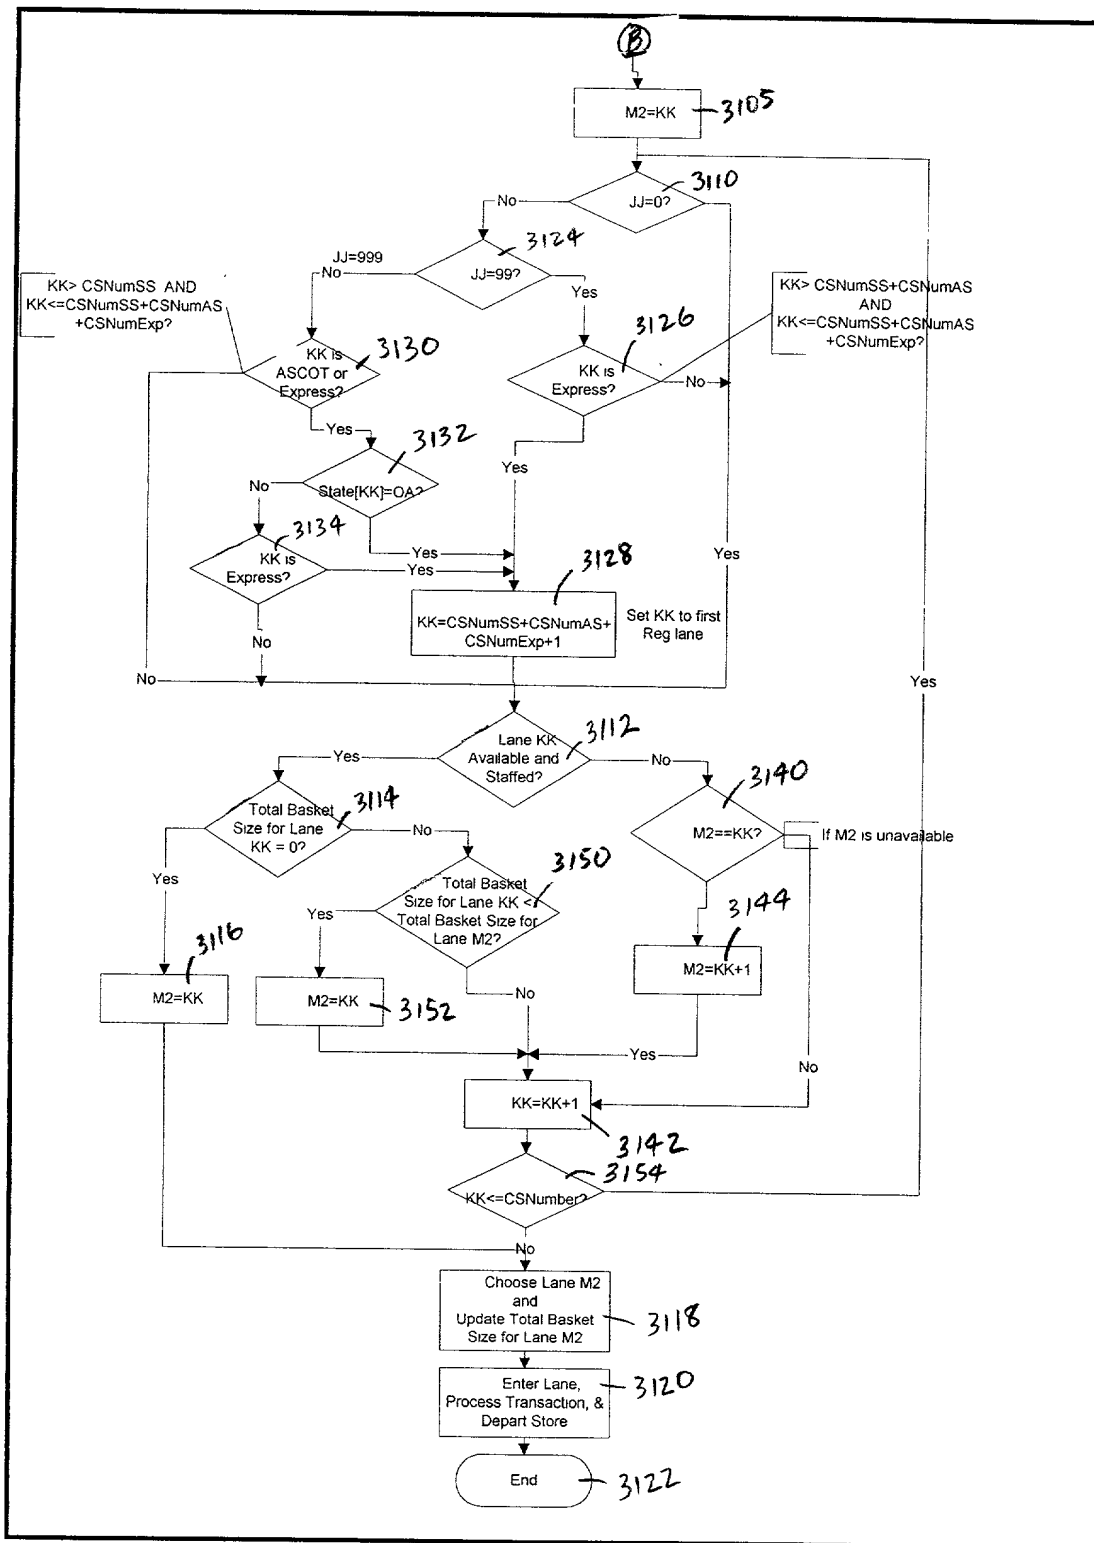 B
M2=KK
3105
3110
JJ=0?
No
3124
JJ=999
No
JJ=99?
Yes
KK> CSNumSS AND
KK<=CSNumSS+CSNumAS
+CSNumExp?
KK> CSNumSS+CSNumAS
AND
KK<=CSNumSS+CSNumAS
+CSNumExp?
3126
3130
KK is
ASCOT or
Express?
KK is
Express?
No
Yes
3132
Yes
No
State[KK]=OA?
3134
Yes
Yes
KK is
Express?
Yes
3128
KK=CSNumSS+CSNumAS+
CSNumExp+1
Set KK to first
Reg lane
No
No
Yes
Lane KK
Available and
Staffed?
3112
Yes
No
3140
Total Basket
Size for Lane
KK = 0?
3114
No
M2==KK?
If M2 is unavailable
Yes
3150
Total Basket
Size for Lane KK <
Total Basket Size for
Lane M2?
Yes
3144
3116
M2=KK+1
M2=KK
M2=KK
3152
No
Yes
No
KK=KK+1
3142
3154
KK<=CSNumber?
No
Choose Lane M2
and
Update Total Basket
Size for Lane M2
3118
Enter Lane,
Process Transaction, &
Depart Store
3120
End
3122